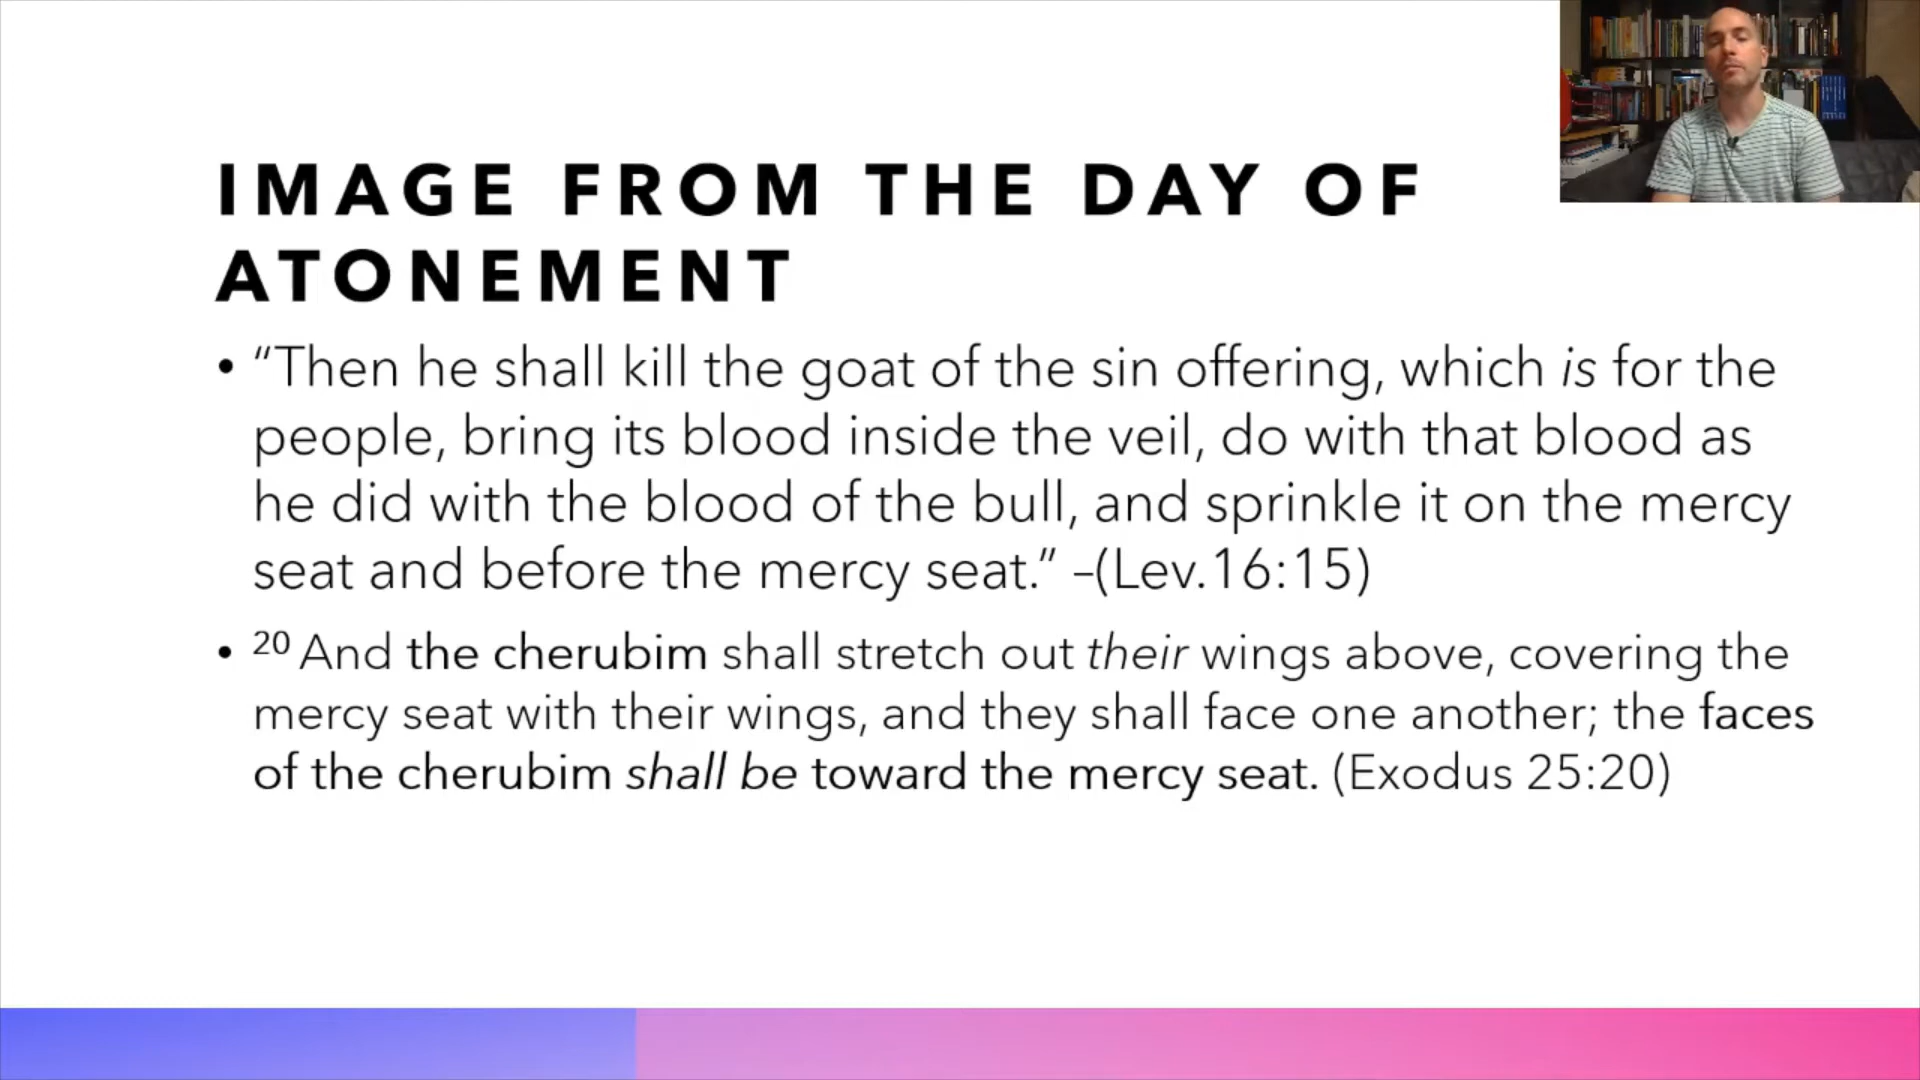 IMAGE FROM THE DAY OF
ATONEMENT
• “Then he shall kill the goat of the sin offering, which is for the
people, bring its blood inside the veil, do with that blood as
he did with the blood of the bull, and sprinkle it on the mercy
seat and before the mercy seat.” –(Lev.16:15)
• 20 And the cherubim shall stretch out their wings above, covering the
mercy seat with their wings, and they shall face one another; the faces
of the cherubim shall be toward the mercy seat. (Exodus 25:20)